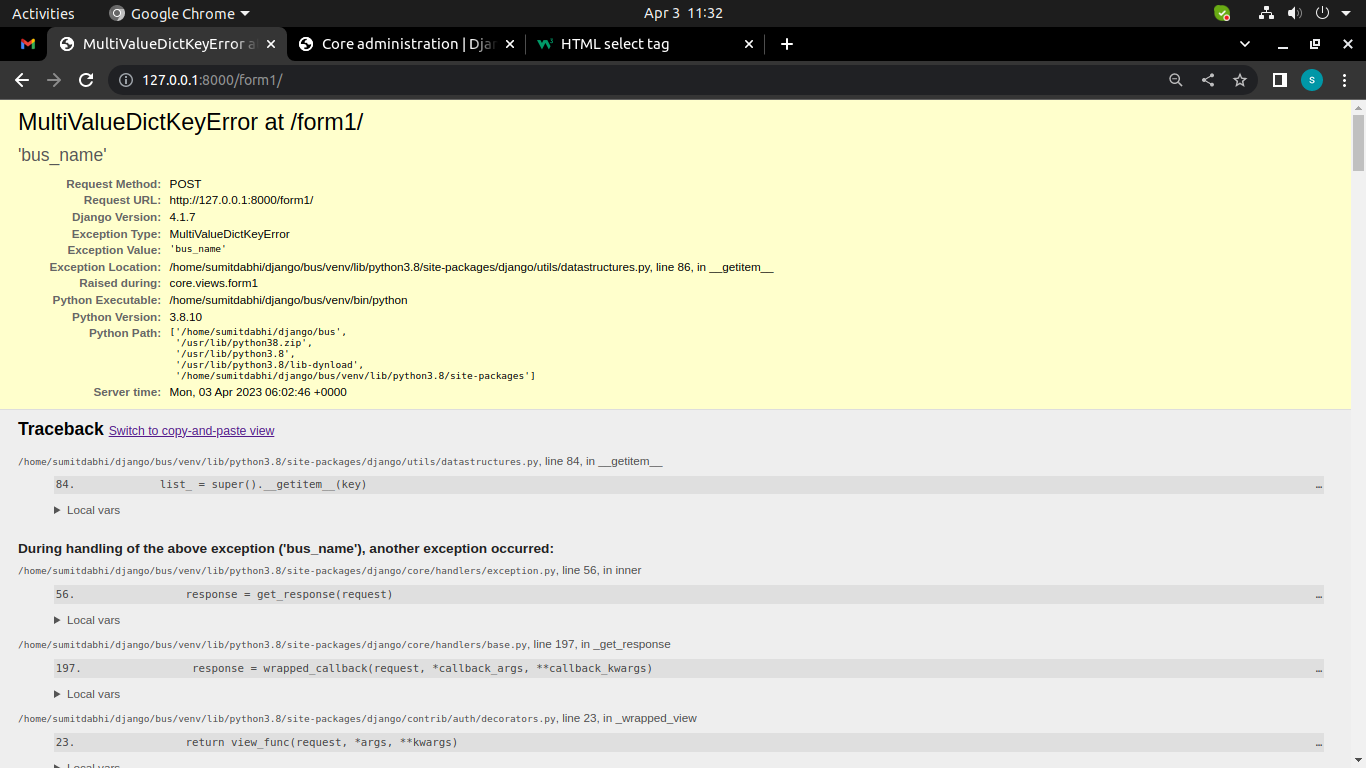 Activities Google Chrome Apr 3 11:32
MultiValueDictKeyError a Core administration | Djan HTML select tag
127.0.0.1:8000/form1/ s
MultiValueDictKeyError at /form1/
'bus_name'
Request Method: POST
Request URL: http://127.0.0.1:8000/form1/
Django Version: 4.1.7
Exception Type: MultiValueDictKeyError
Exception Value: 'bus_name'
Exception Location: /home/sumitdabhi/django/bus/venv/lib/python3.8/site-packages/django/utils/datastructures.py, line 86, in __getitem__
Raised during: core.views.form1
Python Executable: /home/sumitdabhi/django/bus/venv/bin/python
Python Version: 3.8.10
Python Path: ['/home/sumitdabhi/django/bus',
'/usr/lib/python38.zip',
'/usr/lib/python3.8',
'/usr/lib/python3.8/lib-dynload',
'/home/sumitdabhi/django/bus/venv/lib/python3.8/site-packages']
Server time: Mon, 03 Apr 2023 06:02:46 +0000
Traceback Switch to copy-and-paste view
/home/sumitdabhi/django/bus/venv/lib/python3.8/site-packages/django/utils/datastructures.py, line 84, in __getitem__
84. list_ = super().__getitem__(key) …
Local vars
During handling of the above exception ('bus_name'), another exception occurred:
/home/sumitdabhi/django/bus/venv/lib/python3.8/site-packages/django/core/handlers/exception.py, line 56, in inner
56. response = get_response(request) …
Local vars
/home/sumitdabhi/django/bus/venv/lib/python3.8/site-packages/django/core/handlers/base.py, line 197, in _get_response
197. response = wrapped_callback(request, *callback_args, **callback_kwargs) …
Local vars
/home/sumitdabhi/django/bus/venv/lib/python3.8/site-packages/django/contrib/auth/decorators.py, line 23, in _wrapped_view
23. return view_func(request, *args, **kwargs) …
Local vars